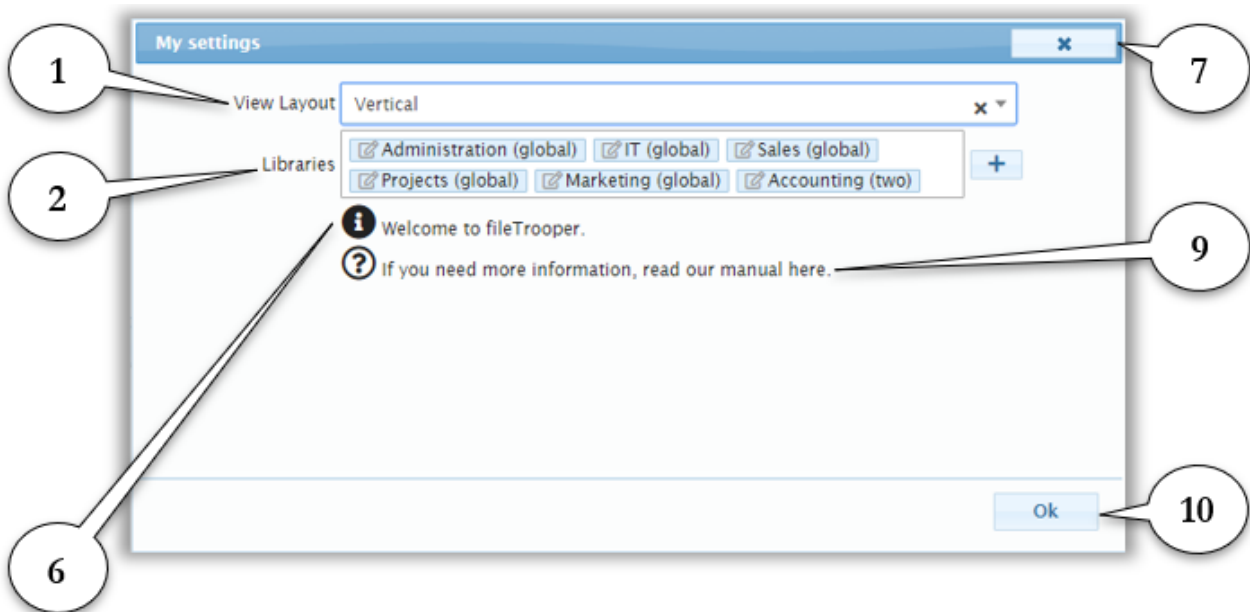 My settings
1
7
View Layout Vertical
Libraries Administration (global) IT (global) Sales (global)
Projects (global) Marketing (global) Accounting (two)
2
Welcome to fileTrooper.
9
If you need more information, read our manual here.
Ok
10
6